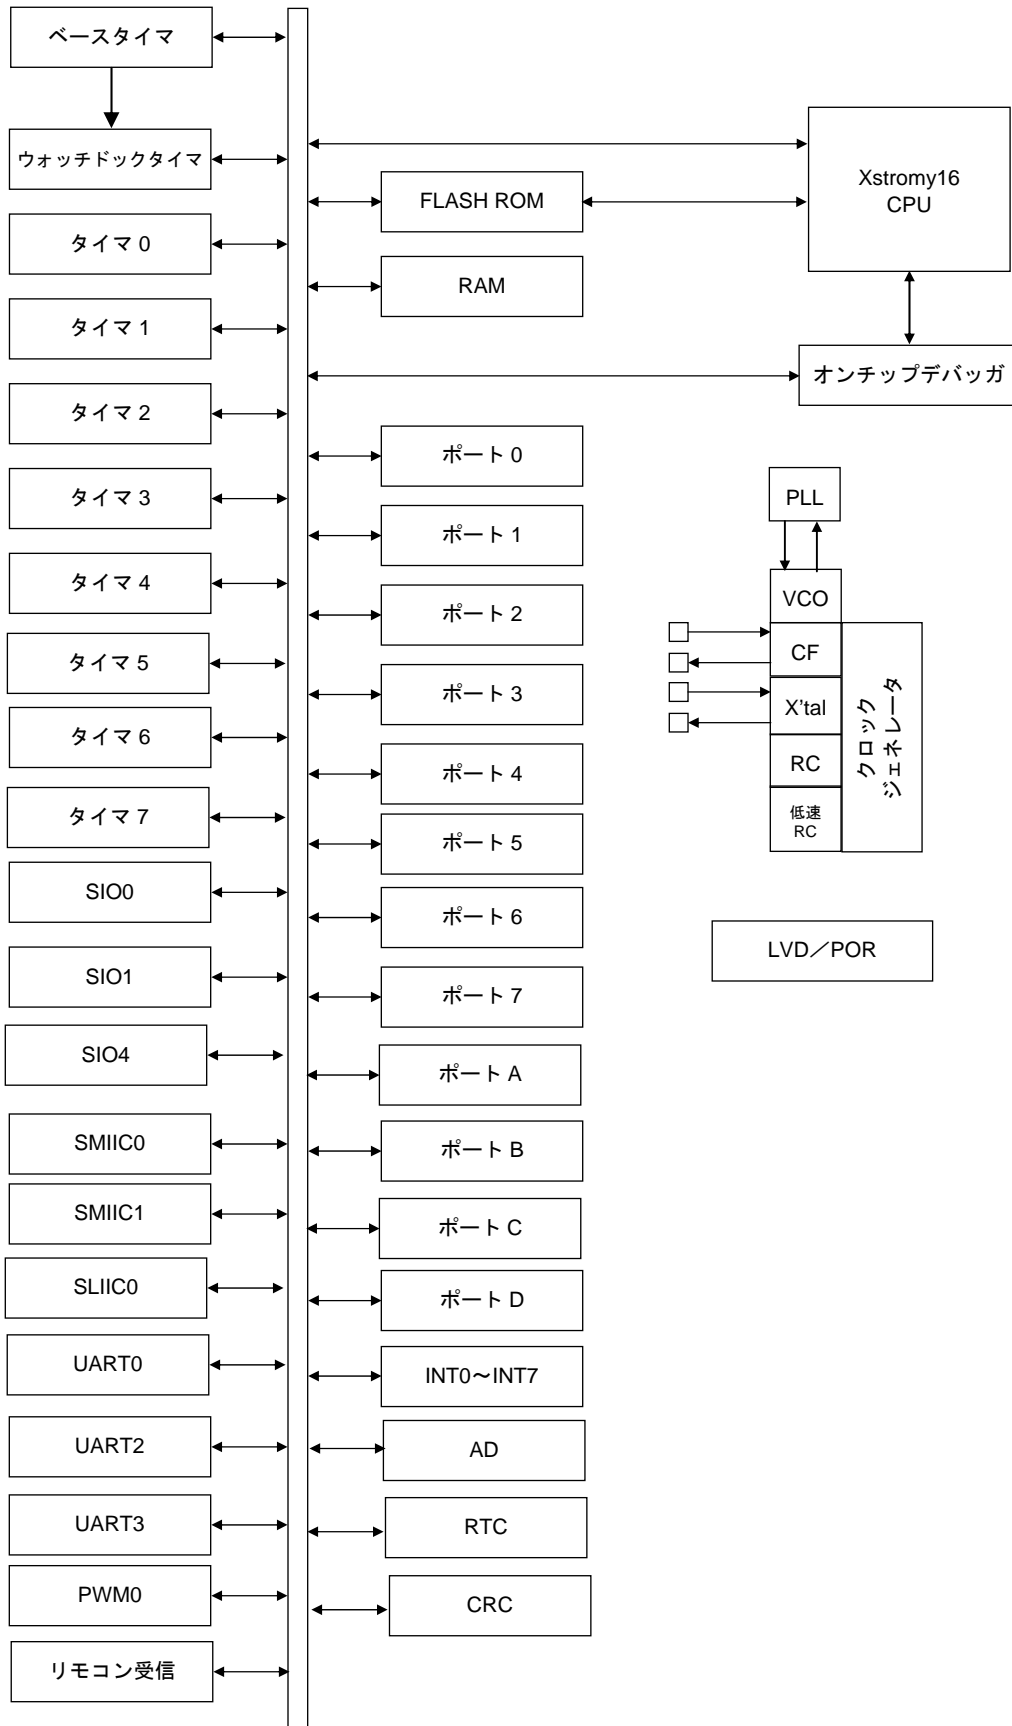 ベースタイマ
ウォッチドックタイマ
タイマ 0
タイマ 1
タイマ 2
タイマ 3
タイマ 4
タイマ 5
タイマ 6
タイマ 7
SIO0
SIO1
SIO4
SMIIC0
SMIIC1
SLIIC0
UART0
UART2
UART3
PWM0
リモコン受信
FLASH ROM
RAM
ポート 0
ポート 1
ポート 2
ポート 3
ポート 4
ポート 5
ポート 6
ポート 7
ポート A
ポート B
ポート C
ポート D
INT0～INT7
AD
RTC
CRC
Xstromy16
CPU
オンチップデバッガ
PLL
VCO
CF
X’tal
RC
低速
RC
クロック
ジェネレータ
LVD／POR